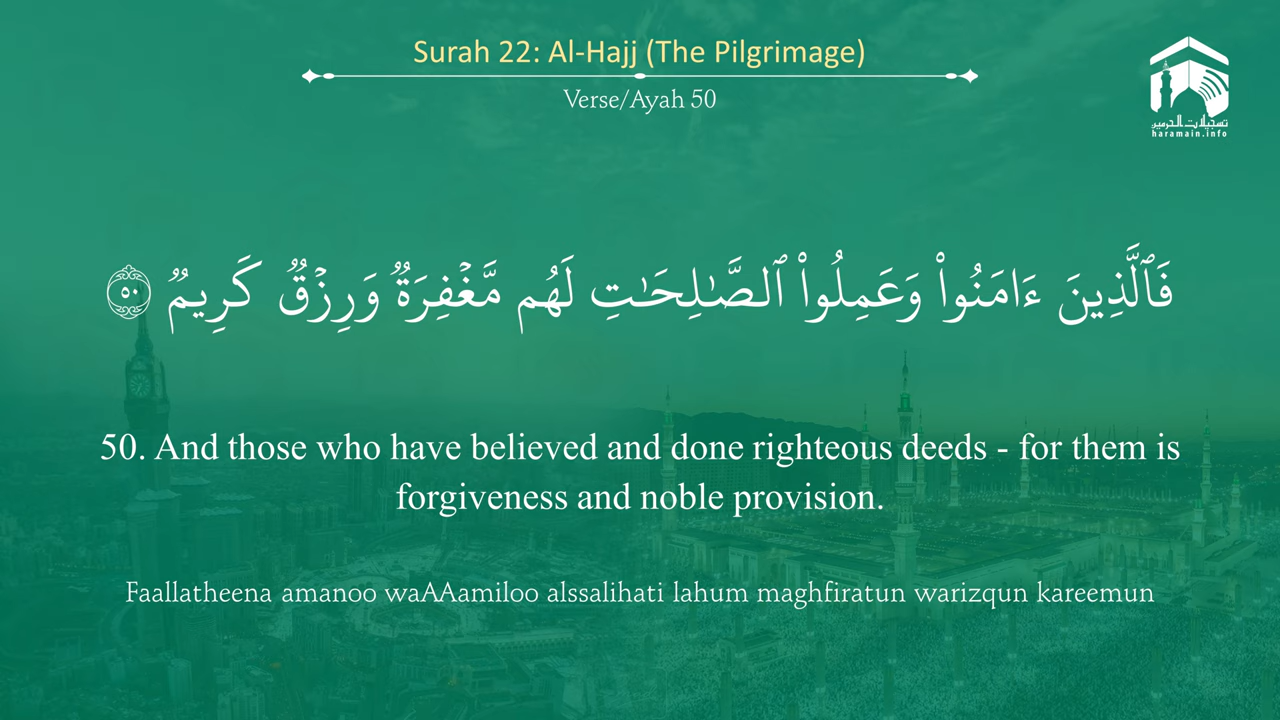 Surah 22: Al-Hajj (The Pilgrimage)
Verse/Ayah 50
تسجيلات الحرمين
haramain.info
فَٱلَّذِينَ ءَامَنُوا۟ وَعَمِلُوا۟ ٱلصَّـٰلِحَـٰتِ لَهُم مَّغْفِرَةٌ وَرِزْقٌ كَرِيمٌ ٥٠
50. And those who have believed and done righteous deeds - for them is
forgiveness and noble provision.
Faallatheena amanoo waAAamiloo alssalihati lahum maghfiratun warizqun kareemun